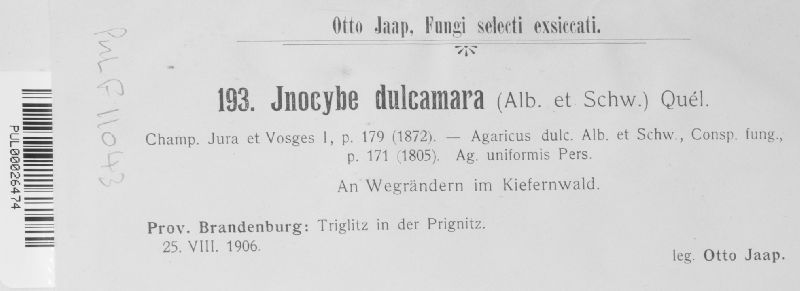 Otto Jaap, Fungi selecti exsiccati.
193. Jnocybe dulcamara (Alb. et Schw.) Quél.
Champ. Jura et Vosges I, p. 179 (1872). — Agaricus dulc. Alb. et Schw., Consp. fung.,
p. 171 (1805). Ag. uniformis Pers.
An Wegrändern im Kiefernwald.
Prov. Brandenburg: Triglitz in der Prignitz.
25. VIII. 1906.
leg. Otto Jaap.
PUL00026474
PUL F11043